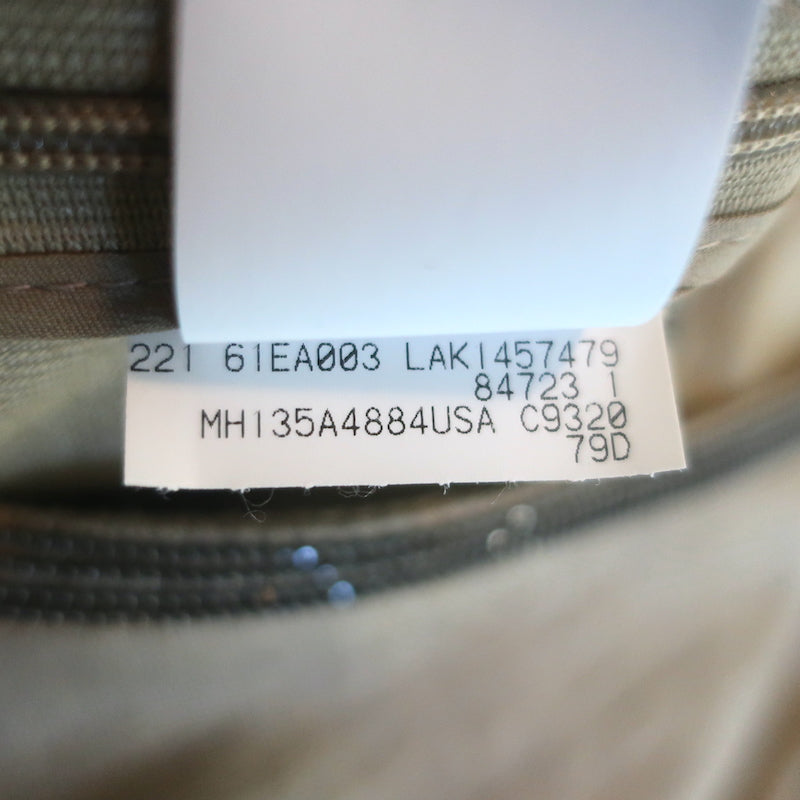 221 61EA003 LAK1457479
84723 1
MH135A4884USA C9320
79D